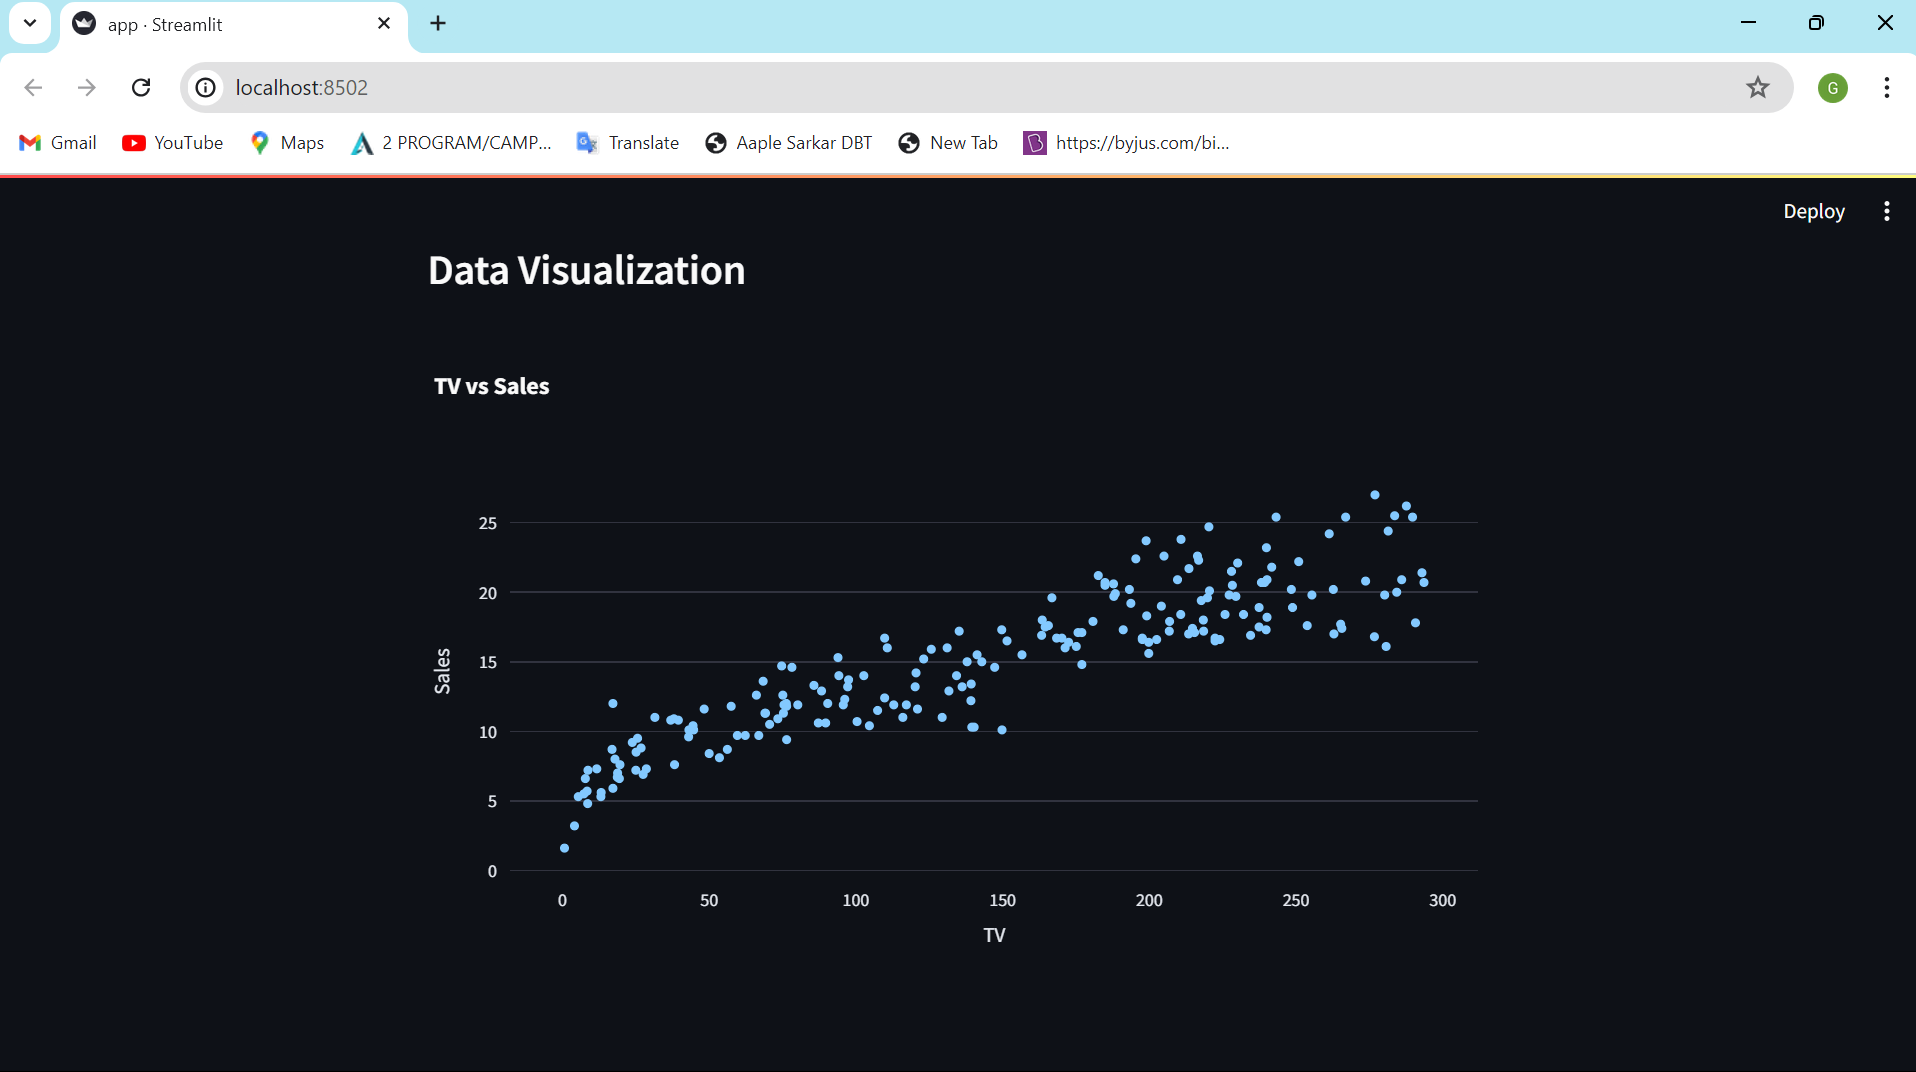 app · Streamlit
localhost:8502
G
Gmail YouTube Maps 2 PROGRAM/CAMP... Translate Aaple Sarkar DBT New Tab https://byjus.com/bi...
Deploy
Data Visualization
TV vs Sales
25
20
15
10
5
0
Sales
0 50 100 150 200 250 300
TV